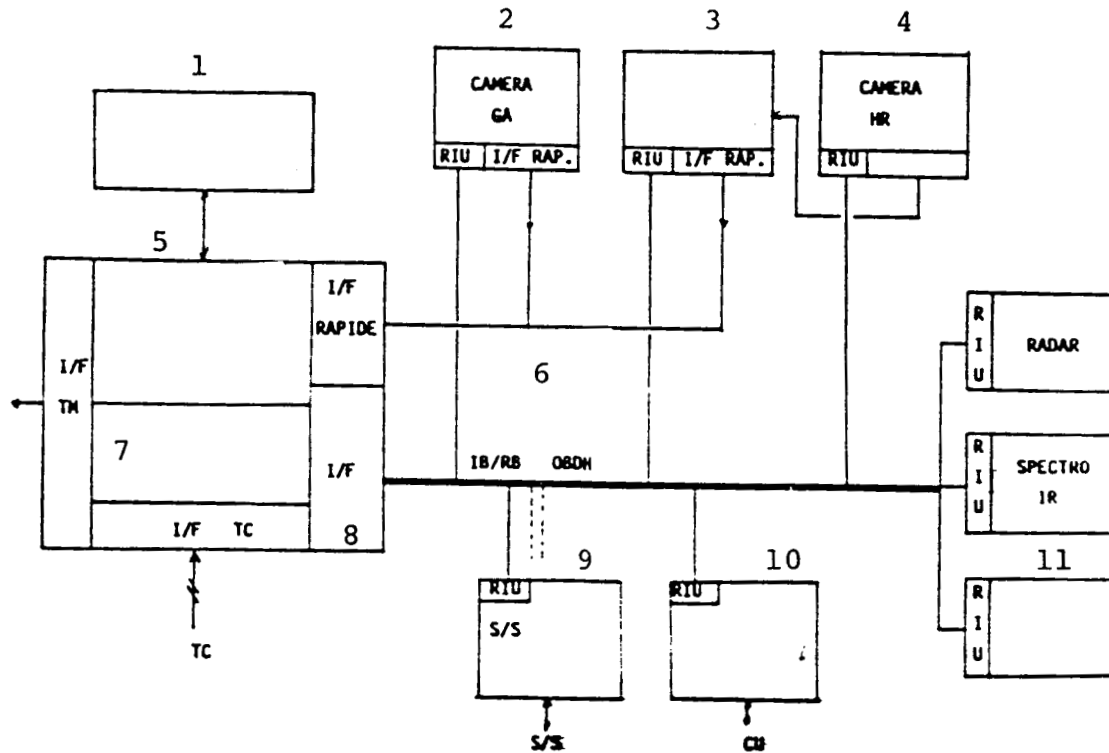 1
2
3
4
CAMERA
GA
RIU I/F RAP.
RIU I/F RAP.
CAMERA
HR
RIU
5
I/F
RAPIDE
I/F
TM
6
7
I/F
8
I/F TC
TC
IB/RB OBDH
9
RIU
S/S
S/S
10
RIU
CU
R
I
U
RADAR
R
I
U
SPECTRO
IR
11
R
I
U